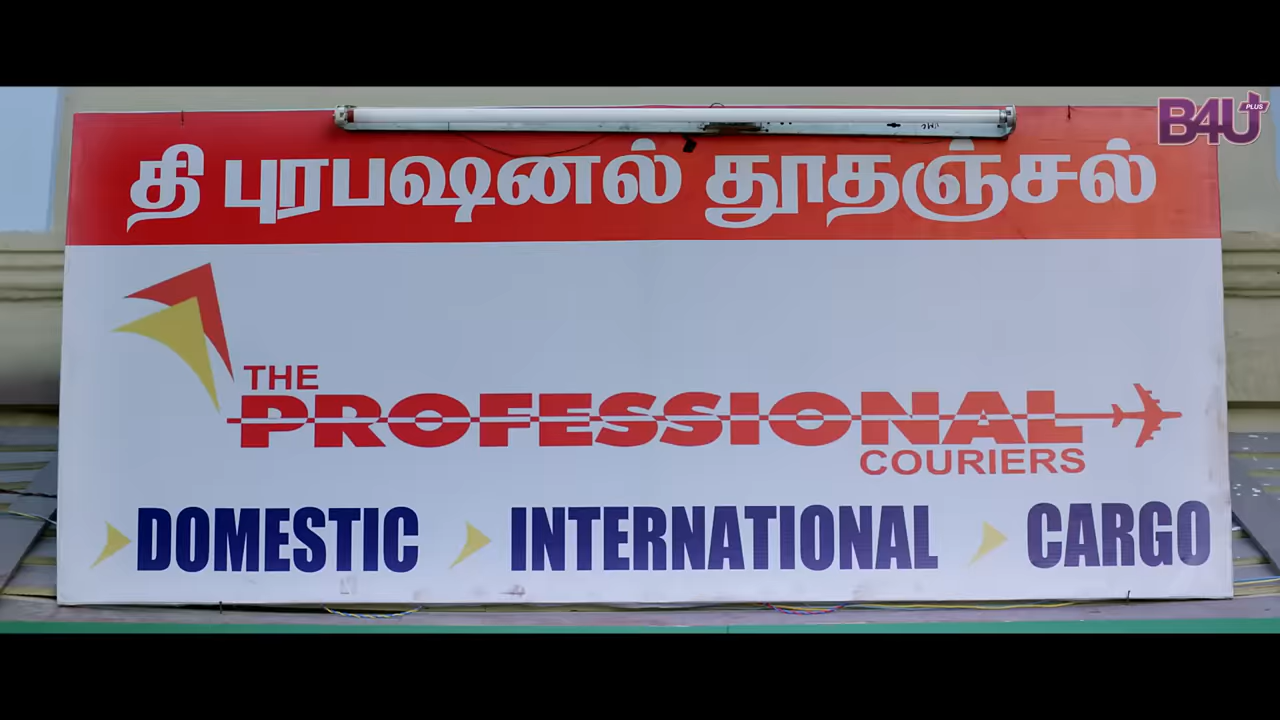 B4U PLUS
தி புரபஷனல் தூதஞ்சல்
THE
PROFESSIONAL
COURIERS
DOMESTIC INTERNATIONAL CARGO